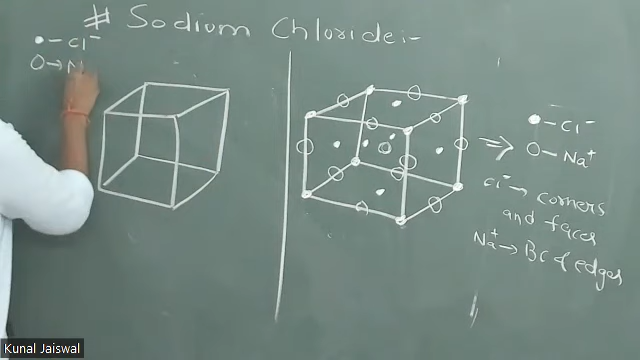 # Sodium Chloride:-
• - Cl⁻
O → N
• - Cl⁻
O - Na⁺
Cl⁻ → corners
and faces
Na⁺ → BC & edges
Kunal Jaiswal